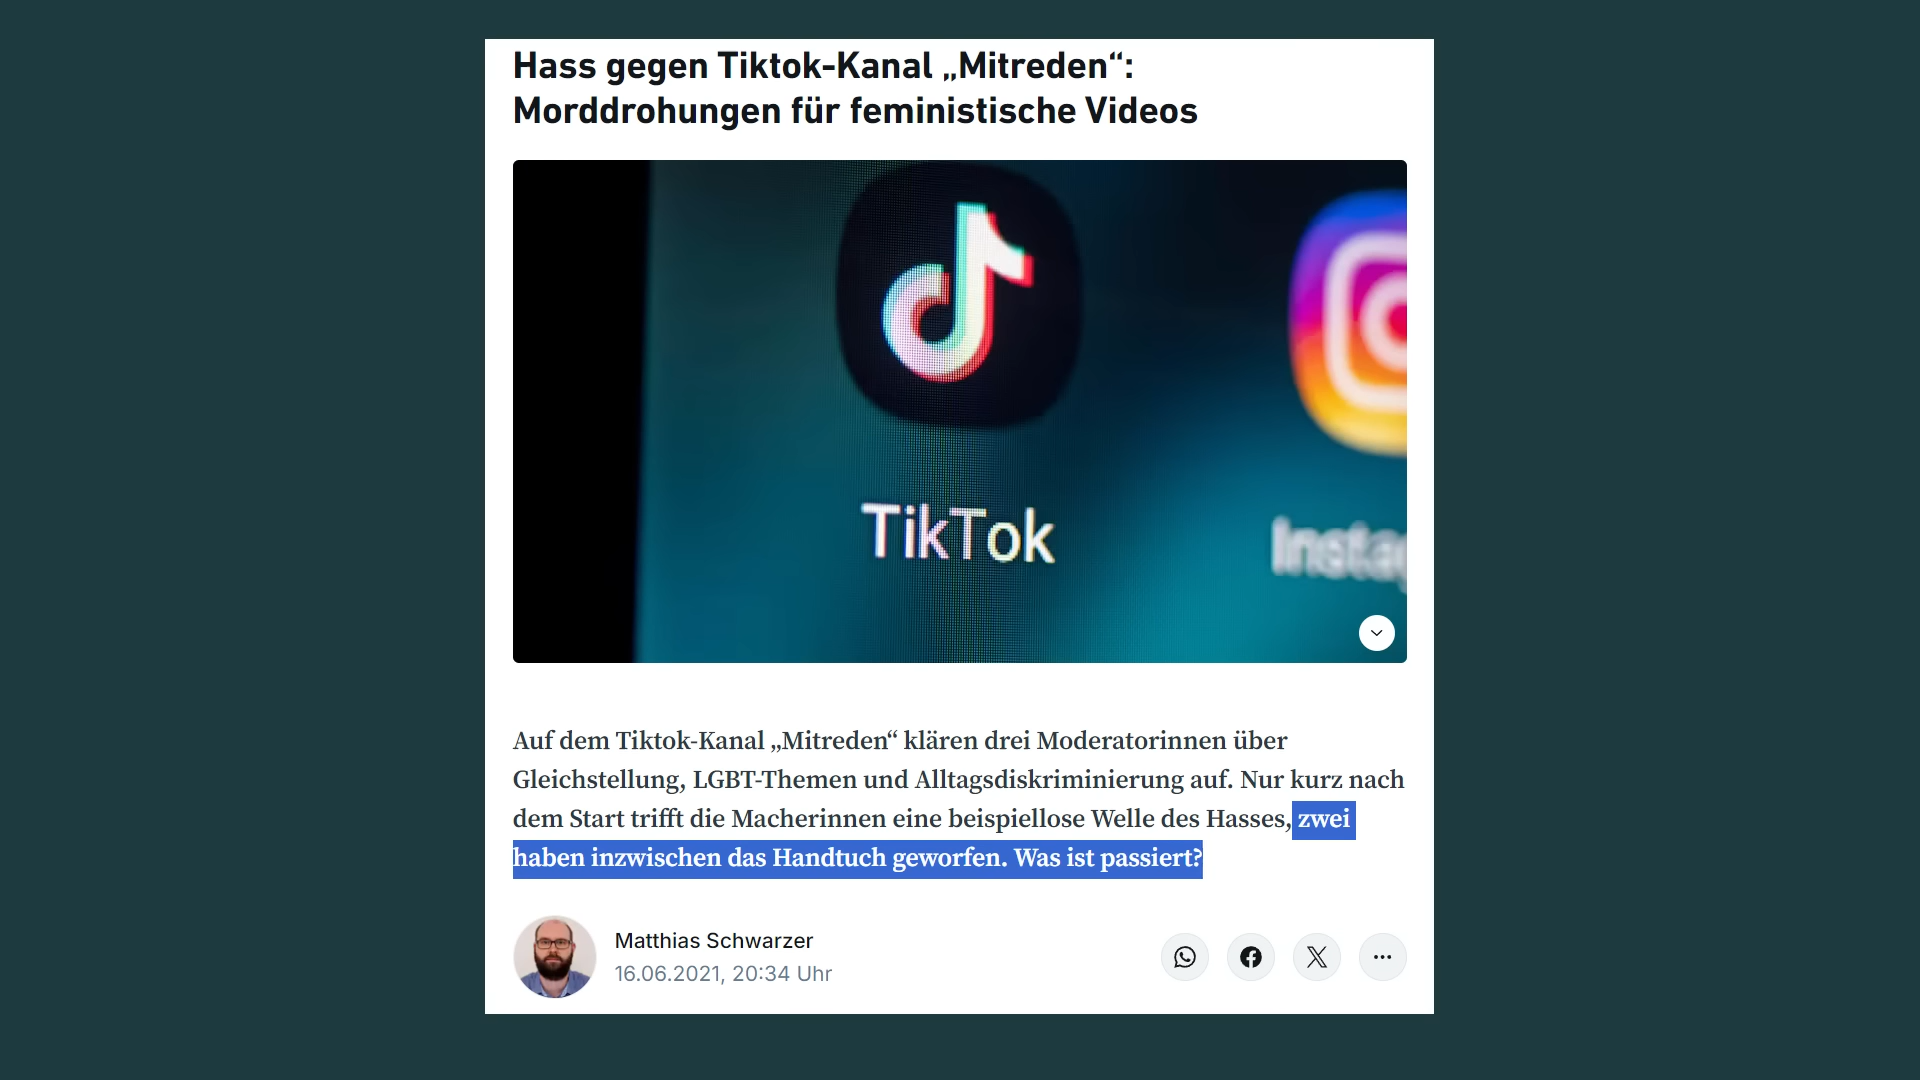 Hass gegen Tiktok-Kanal „Mitreden“:
Morddrohungen für feministische Videos
TikTok
Instag
Auf dem Tiktok-Kanal „Mitreden“ klären drei Moderatorinnen über
Gleichstellung, LGBT-Themen und Alltagsdiskriminierung auf. Nur kurz nach
dem Start trifft die Macherinnen eine beispiellose Welle des Hasses, zwei
haben inzwischen das Handtuch geworfen. Was ist passiert?
Matthias Schwarzer
16.06.2021, 20:34 Uhr